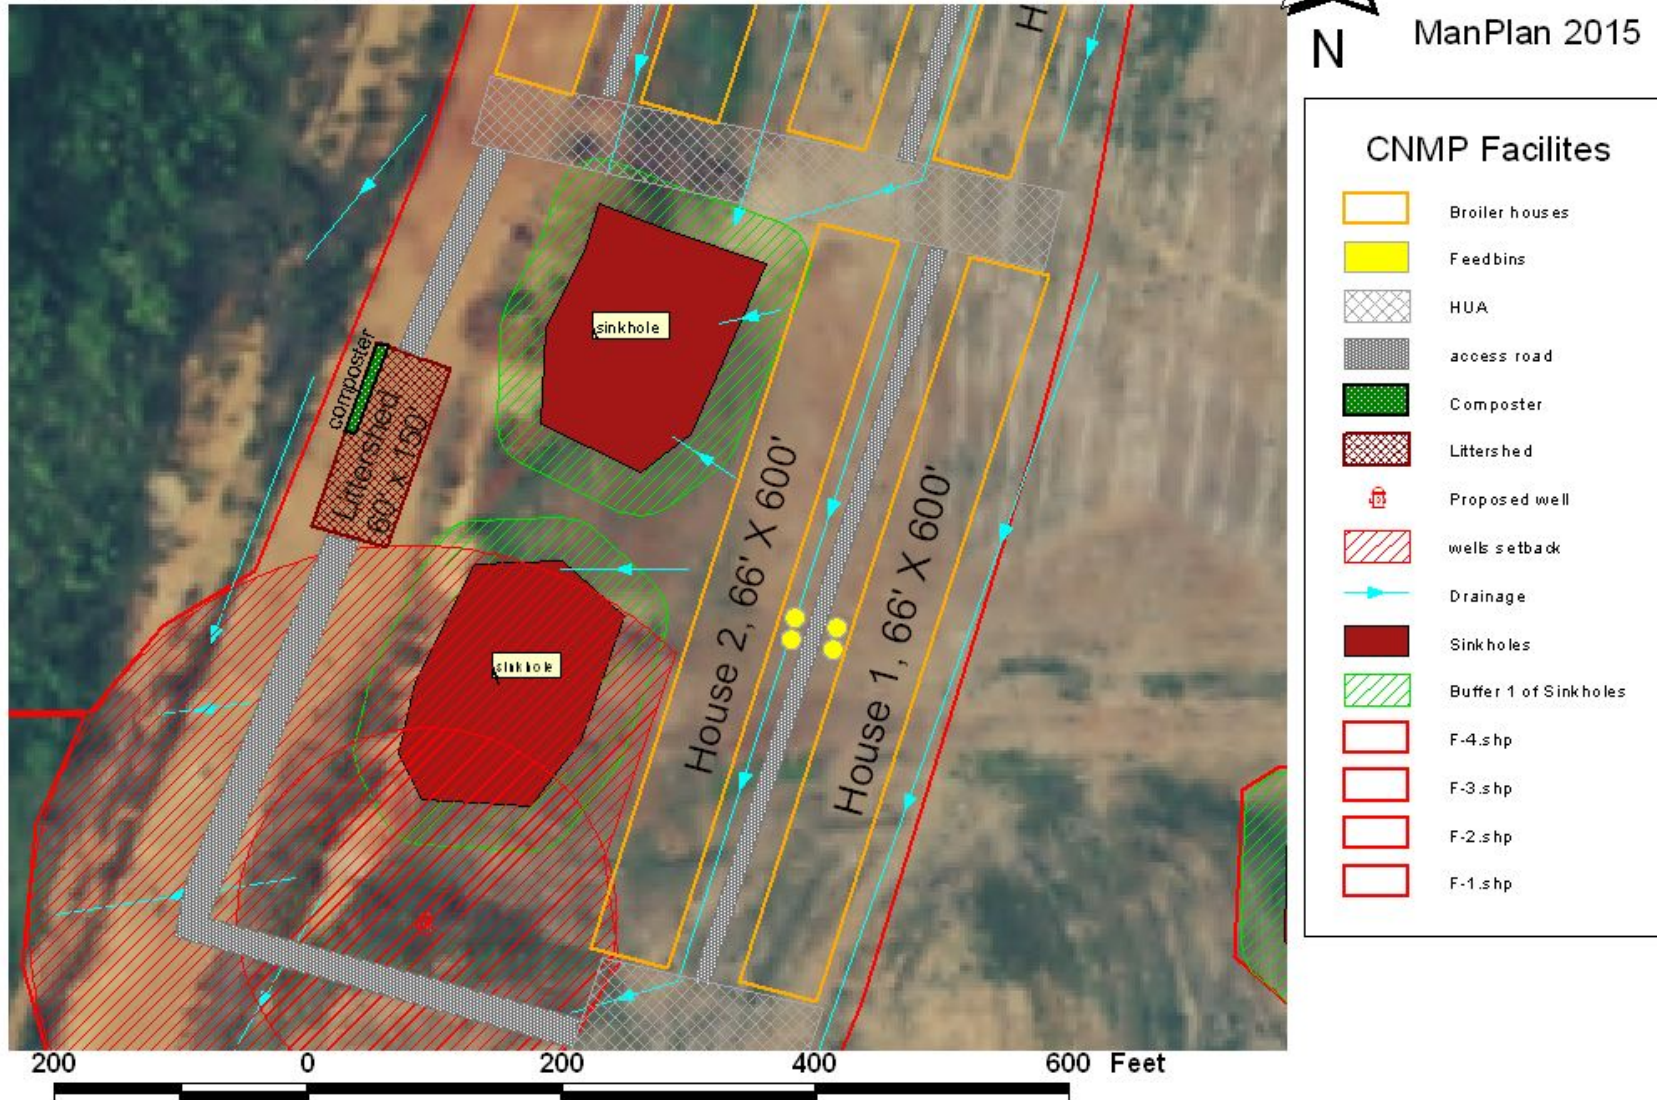 ManPlan 2015
N
H
CNMP Facilites
Broiler houses
Feedbins
HUA
access road
Composter
Littershed
Proposed well
wells setback
Drainage
Sinkholes
Buffer 1 of Sinkholes
F-4.shp
F-3.shp
F-2.shp
F-1.shp
sinkhole
composter
Littershed
60' x 150'
sinkhole
House 2, 66' X 600'
House 1, 66' X 600'
200 0 200 400 600 Feet